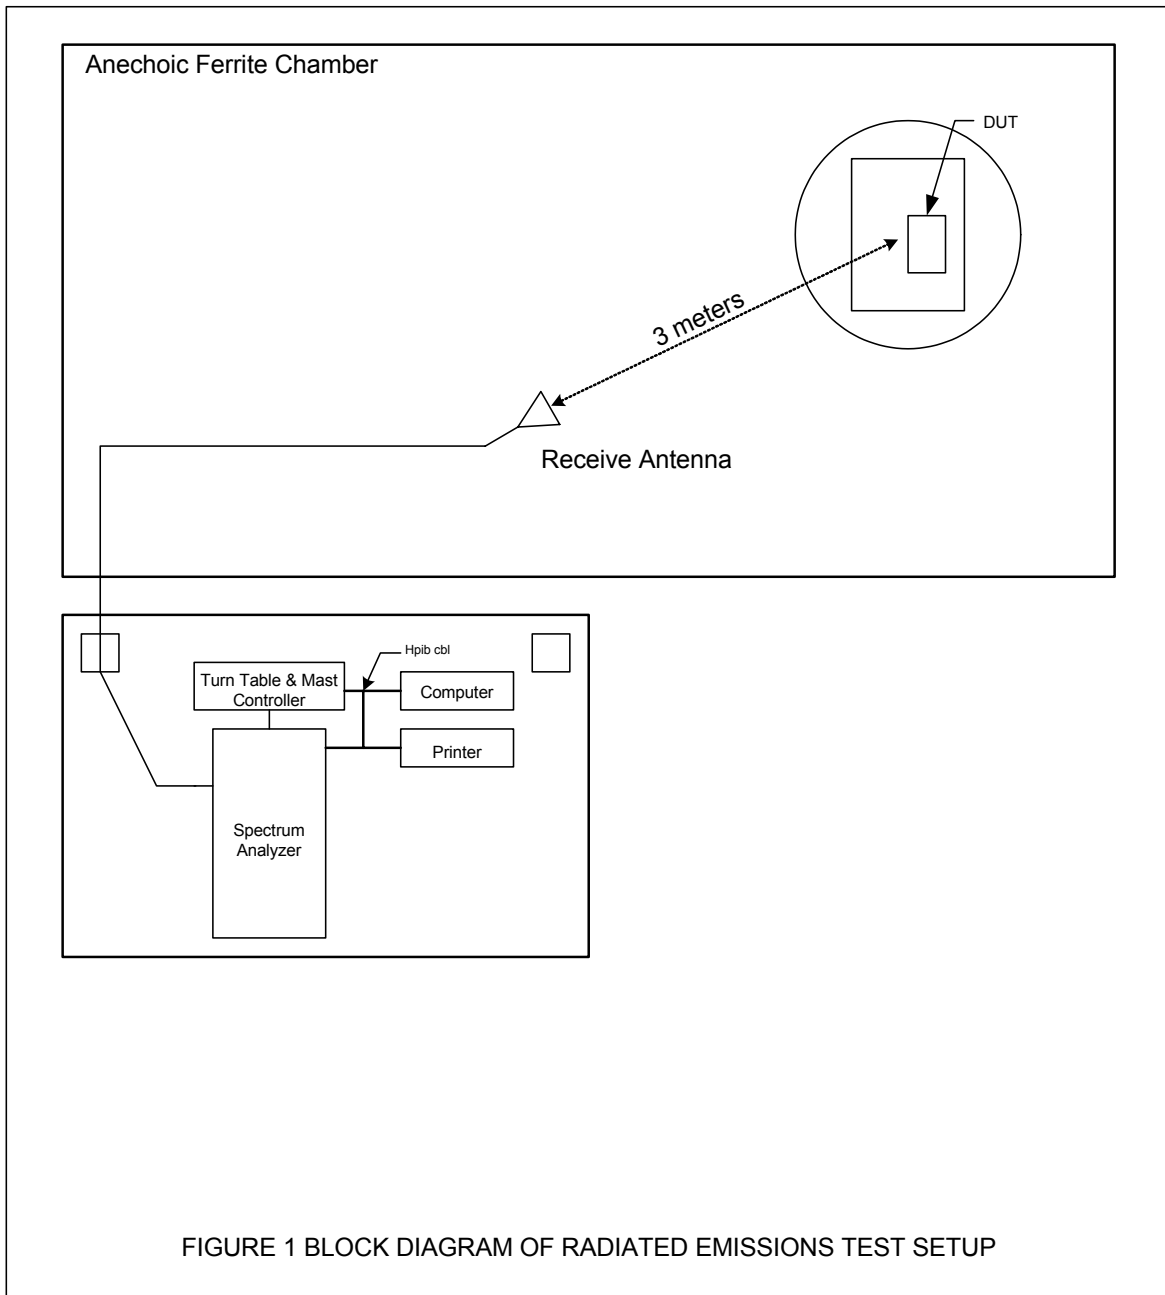 Anechoic Ferrite Chamber
DUT
3 meters
Receive Antenna
Hpib cbl
Turn Table & Mast
Controller
Computer
Printer
Spectrum
Analyzer
FIGURE 1 BLOCK DIAGRAM OF RADIATED EMISSIONS TEST SETUP